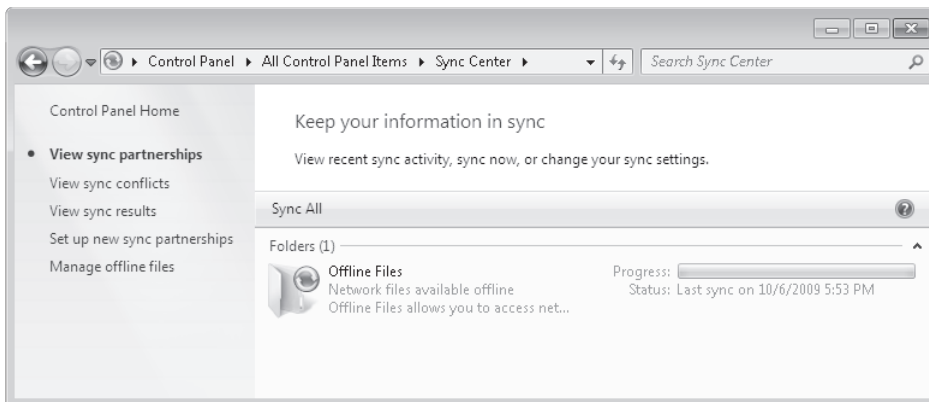 Control Panel ▸ All Control Panel Items ▸ Sync Center ▸
Search Sync Center
Control Panel Home
View sync partnerships
View sync conflicts
View sync results
Set up new sync partnerships
Manage offline files
Keep your information in sync
View recent sync activity, sync now, or change your sync settings.
Sync All
Folders (1)
Offline Files
Network files available offline
Offline Files allows you to access net...
Progress:
Status: Last sync on 10/6/2009 5:53 PM